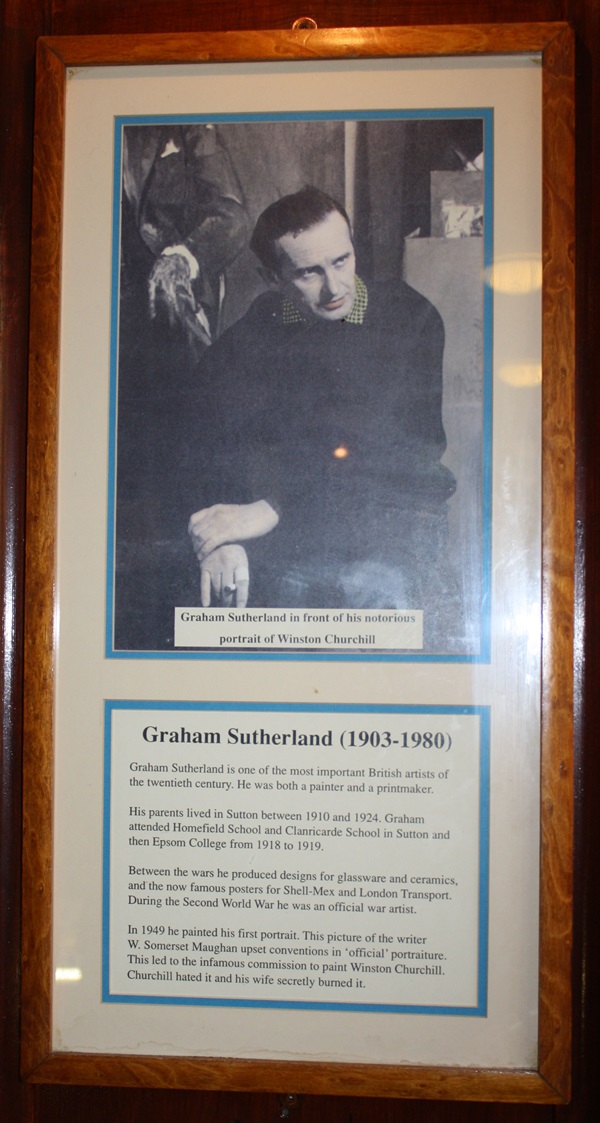 Graham Sutherland in front of his notorious
portrait of Winston Churchill
Graham Sutherland (1903-1980)
Graham Sutherland is one of the most important British artists of
the twentieth century. He was both a painter and a printmaker.
His parents lived in Sutton between 1910 and 1924. Graham
attended Homefield School and Clanricarde School in Sutton and
then Epsom College from 1918 to 1919.
Between the wars he produced designs for glassware and ceramics,
and the now famous posters for Shell-Mex and London Transport.
During the Second World War he was an official war artist.
In 1949 he painted his first portrait. This picture of the writer
W. Somerset Maughan upset conventions in ‘official’ portraiture.
This led to the infamous commission to paint Winston Churchill.
Churchill hated it and his wife secretly burned it.